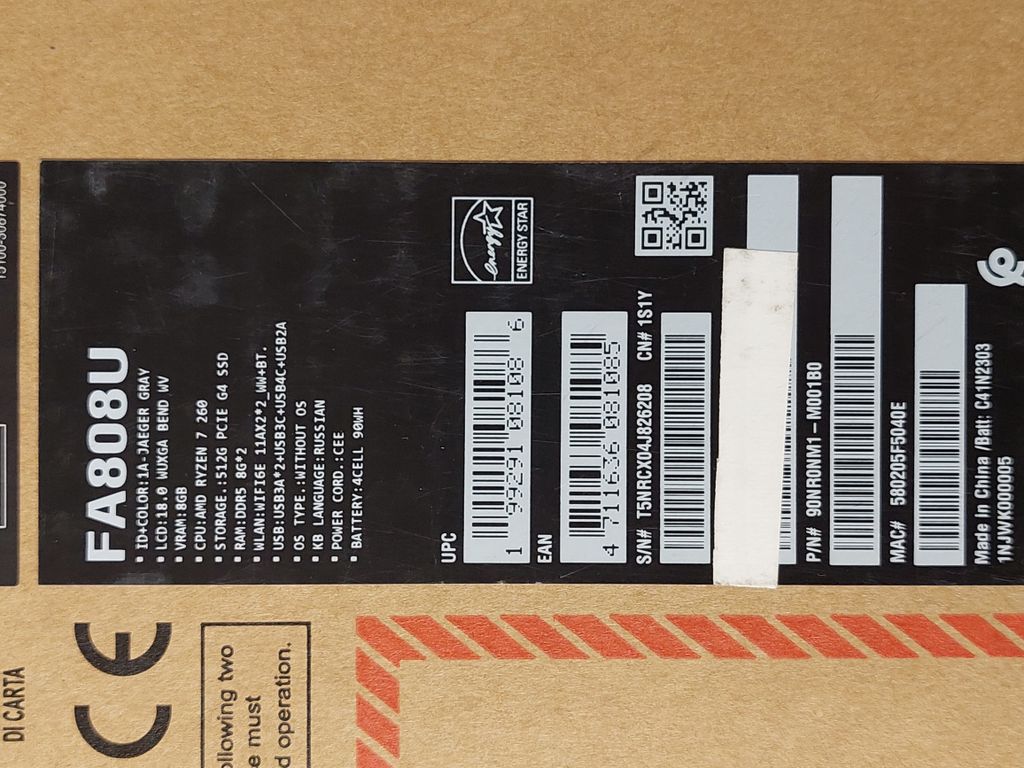 FA808U
▪ ID+COLOR:1A-JAEGER GRAY
▪ LCD:18.0 WUXGA BEND WV
▪ VRAM:8GB
▪ CPU:AMD RYZEN 7 260
▪ STORAGE.:512G PCIE G4 SSD
▪ RAM:DDR5 8G*2
▪ WLAN:WIFI6E 11AX2*2_WW+BT.
▪ USB:USB3A*2+USB3C+USB4C+USB2A
▪ OS TYPE.:WITHOUT OS
▪ KB LANGUAGE:RUSSIAN
▪ POWER CORD.:CEE
▪ BATTERY:4CELL 90WH
energy
ENERGY STAR
UPC
1 99291 08108 6
EAN
4 711636 081085
S/N# T5NRCX04J826208 CN# 1S1Y
P/N# 90NR0NM1-M001B0
MAC# 580205F5040E
Made In China /Batt: C41N2303
1NJWK000005
DI CARTA
CE
ollowing two
e must
d operation.